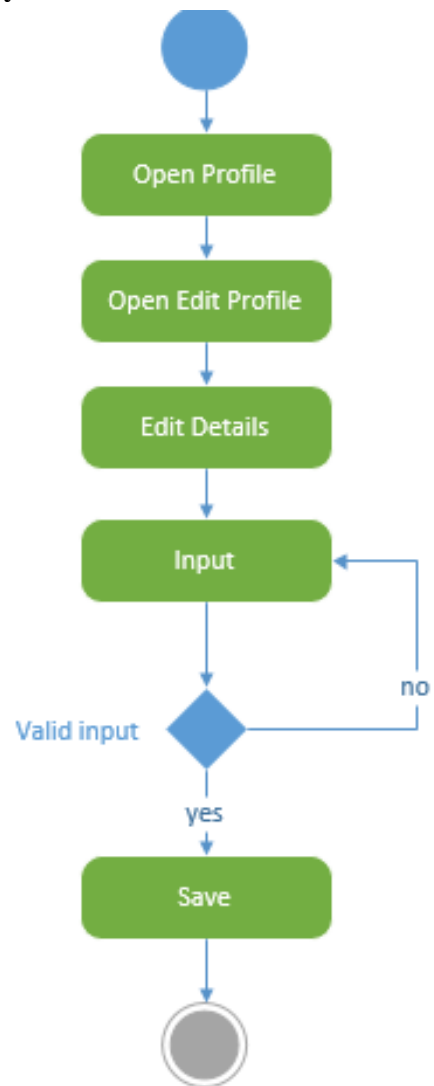 Open Profile
Open Edit Profile
Edit Details
Input
no
Valid input
yes
Save